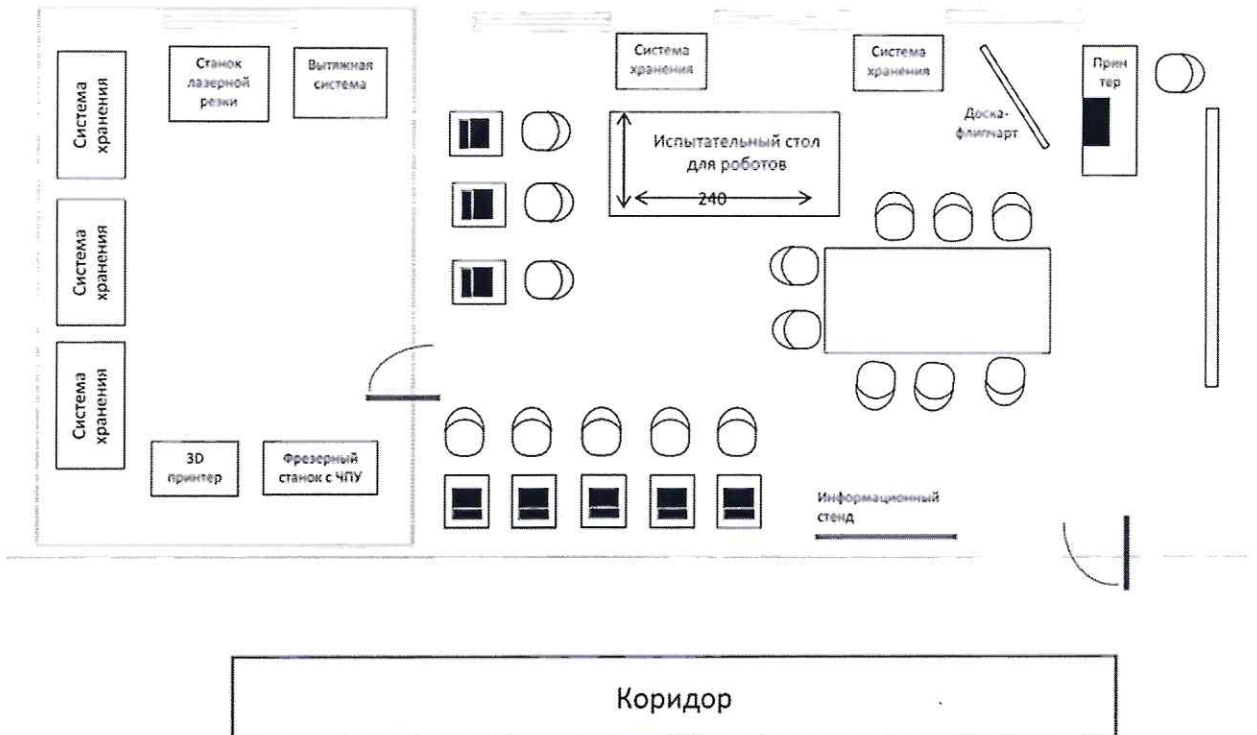 Система
хранения
Система
хранения
Система
хранения
Станок
лазерной
резки
Вытяжная
система
3D
принтер
Фрезерный
станок с ЧПУ
Система
хранения
Система
хранения
Доска-
флипчарт
Прин
тер
Испытательный стол
для роботов
240
Информационный
стенд
Коридор